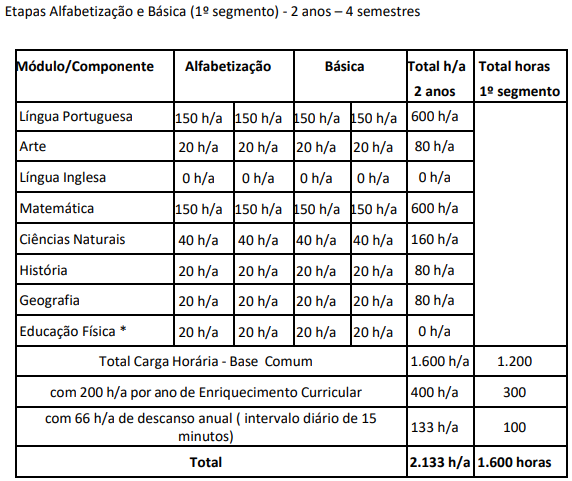 Etapas Alfabetização e Básica (1º segmento) - 2 anos – 4 semestres
Módulo/Componente Alfabetização Básica Total h/a Total horas
2 anos 1º segmento
Língua Portuguesa 150 h/a 150 h/a 150 h/a 150 h/a 600 h/a
Arte 20 h/a 20 h/a 20 h/a 20 h/a 80 h/a
Língua Inglesa 0 h/a 0 h/a 0 h/a 0 h/a 0 h/a
Matemática 150 h/a 150 h/a 150 h/a 150 h/a 600 h/a
Ciências Naturais 40 h/a 40 h/a 40 h/a 40 h/a 160 h/a
História 20 h/a 20 h/a 20 h/a 20 h/a 80 h/a
Geografia 20 h/a 20 h/a 20 h/a 20 h/a 80 h/a
Educação Física * 20 h/a 20 h/a 20 h/a 20 h/a 0 h/a
Total Carga Horária - Base Comum 1.600 h/a 1.200
com 200 h/a por ano de Enriquecimento Curricular 400 h/a 300
com 66 h/a de descanso anual ( intervalo diário de 15
minutos) 133 h/a 100
Total 2.133 h/a 1.600 horas